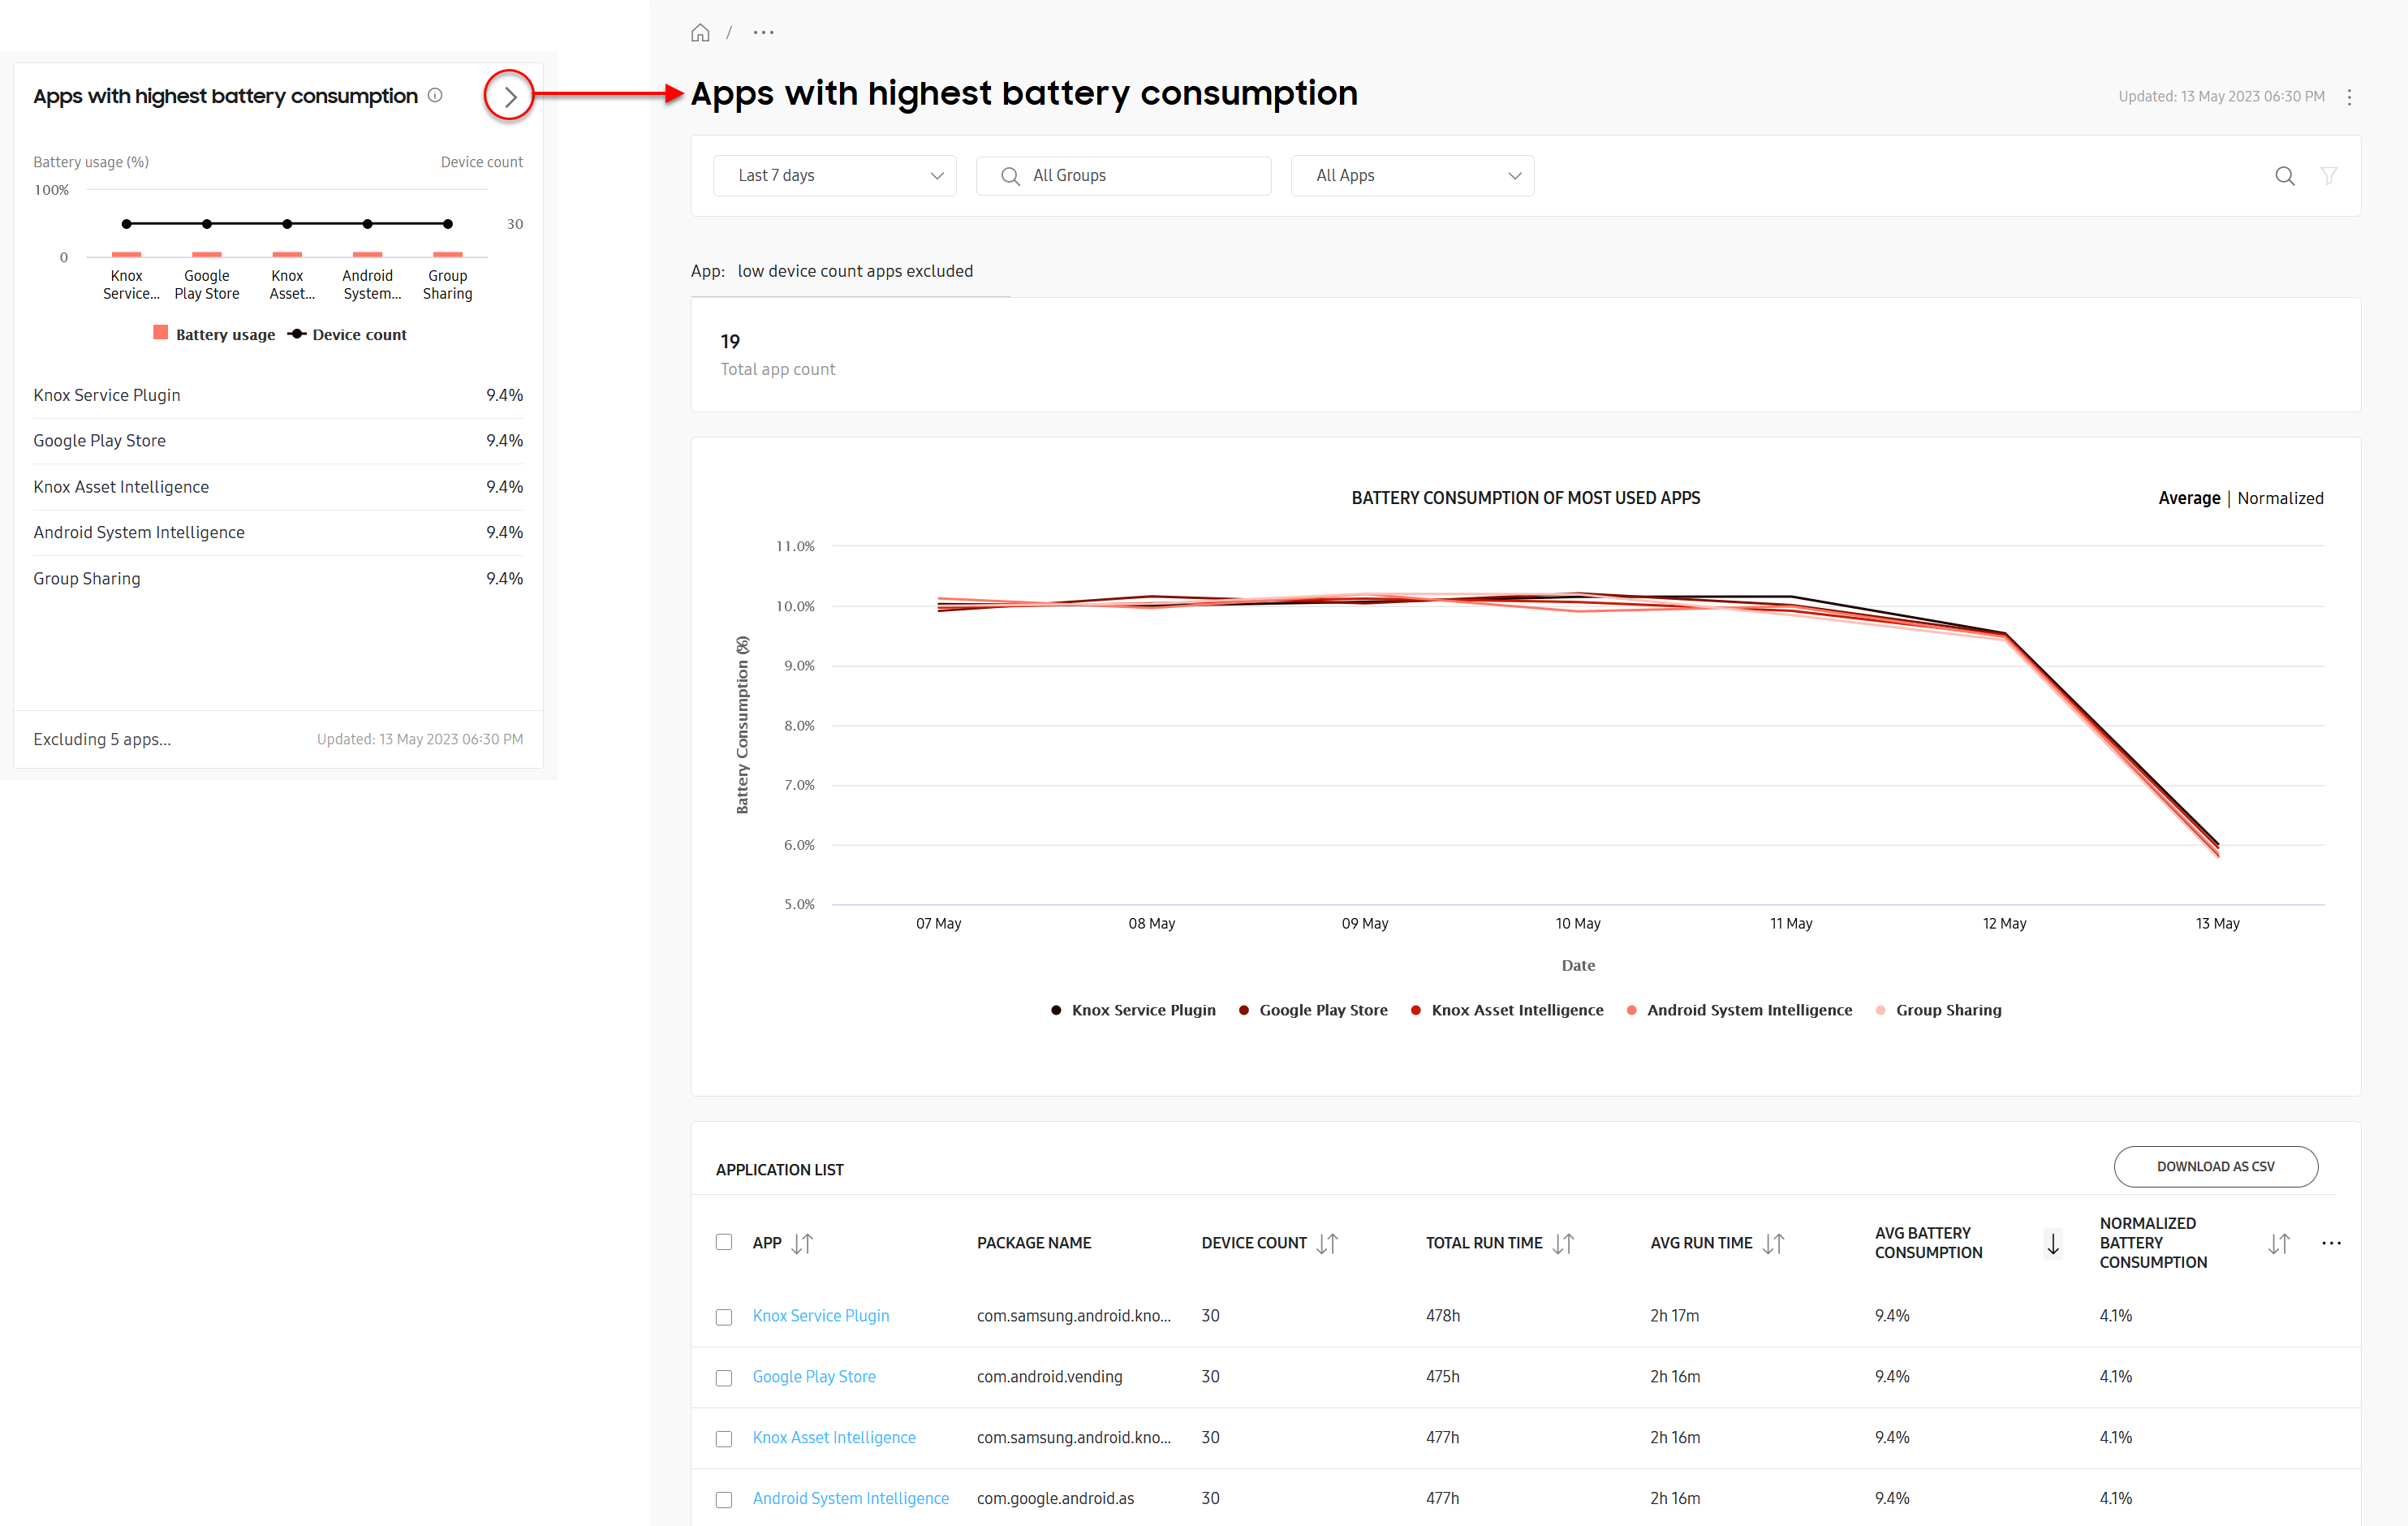 Apps with highest battery consumption
Battery usage (%) Device count
100%
30
0
Knox Google Knox Android Group
Service... Play Store Asset... System... Sharing
Battery usage Device count
Knox Service Plugin 9.4%
Google Play Store 9.4%
Knox Asset Intelligence 9.4%
Android System Intelligence 9.4%
Group Sharing 9.4%
Excluding 5 apps... Updated: 13 May 2023 06:30 PM
/ ...
Apps with highest battery consumption
Updated: 13 May 2023 06:30 PM
Last 7 days All Groups All Apps
App: low device count apps excluded
19
Total app count
BATTERY CONSUMPTION OF MOST USED APPS
Average | Normalized
Battery Consumption (%)
11.0%
10.0%
9.0%
8.0%
7.0%
6.0%
5.0%
07 May 08 May 09 May 10 May 11 May 12 May 13 May
Date
Knox Service Plugin Google Play Store Knox Asset Intelligence Android System Intelligence Group Sharing
APPLICATION LIST DOWNLOAD AS CSV
APP PACKAGE NAME DEVICE COUNT TOTAL RUN TIME AVG RUN TIME AVG BATTERY CONSUMPTION NORMALIZED BATTERY CONSUMPTION ...
Knox Service Plugin com.samsung.android.kno... 30 478h 2h 17m 9.4% 4.1%
Google Play Store com.android.vending 30 475h 2h 16m 9.4% 4.1%
Knox Asset Intelligence com.samsung.android.kno... 30 477h 2h 16m 9.4% 4.1%
Android System Intelligence com.google.android.as 30 477h 2h 16m 9.4% 4.1%